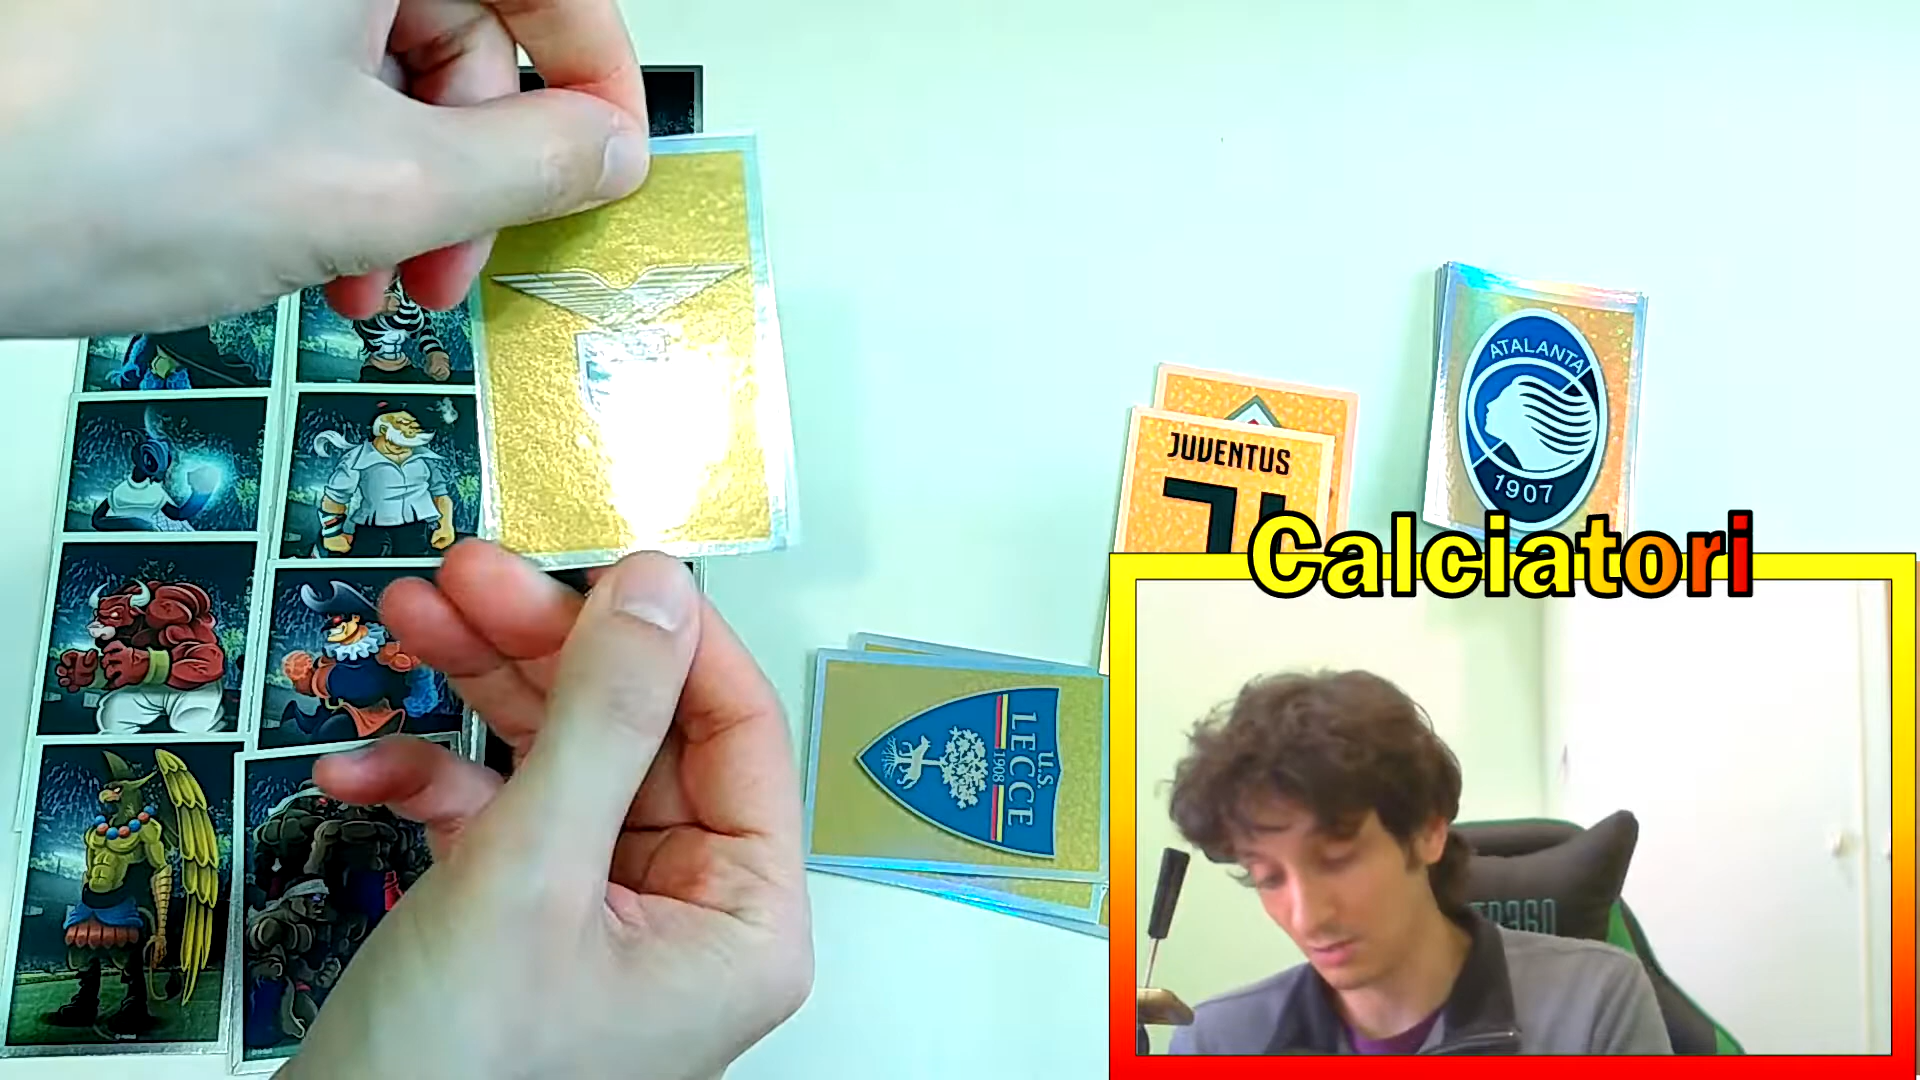 ATALANTA
1907
JUVENTUS
Calciatori
U.S.
LECCE
1908